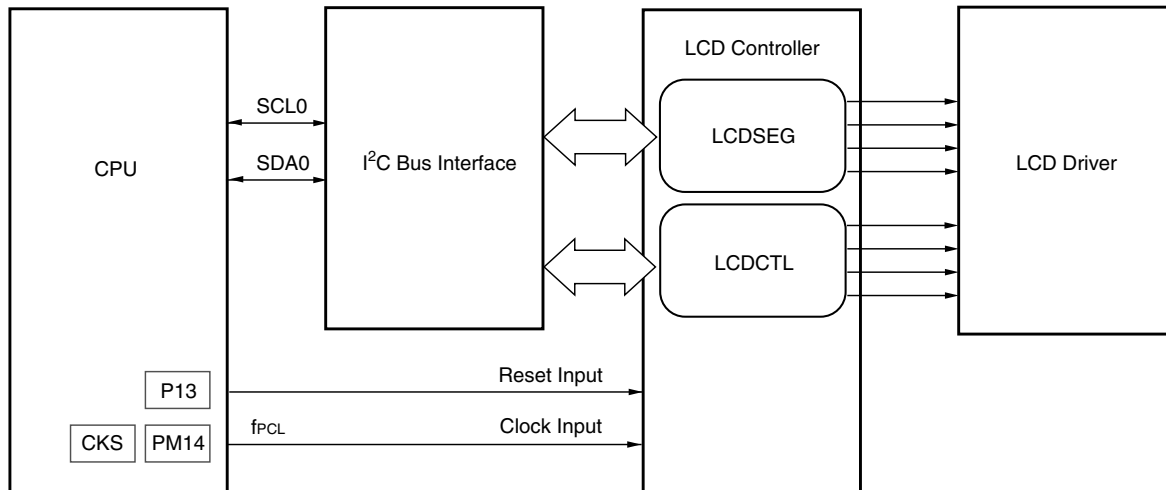 CPU
SCL0
SDA0
I²C Bus Interface
LCD Controller
LCDSEG
LCDCTL
LCD Driver
P13
Reset Input
CKS
PM14
fPCL
Clock Input